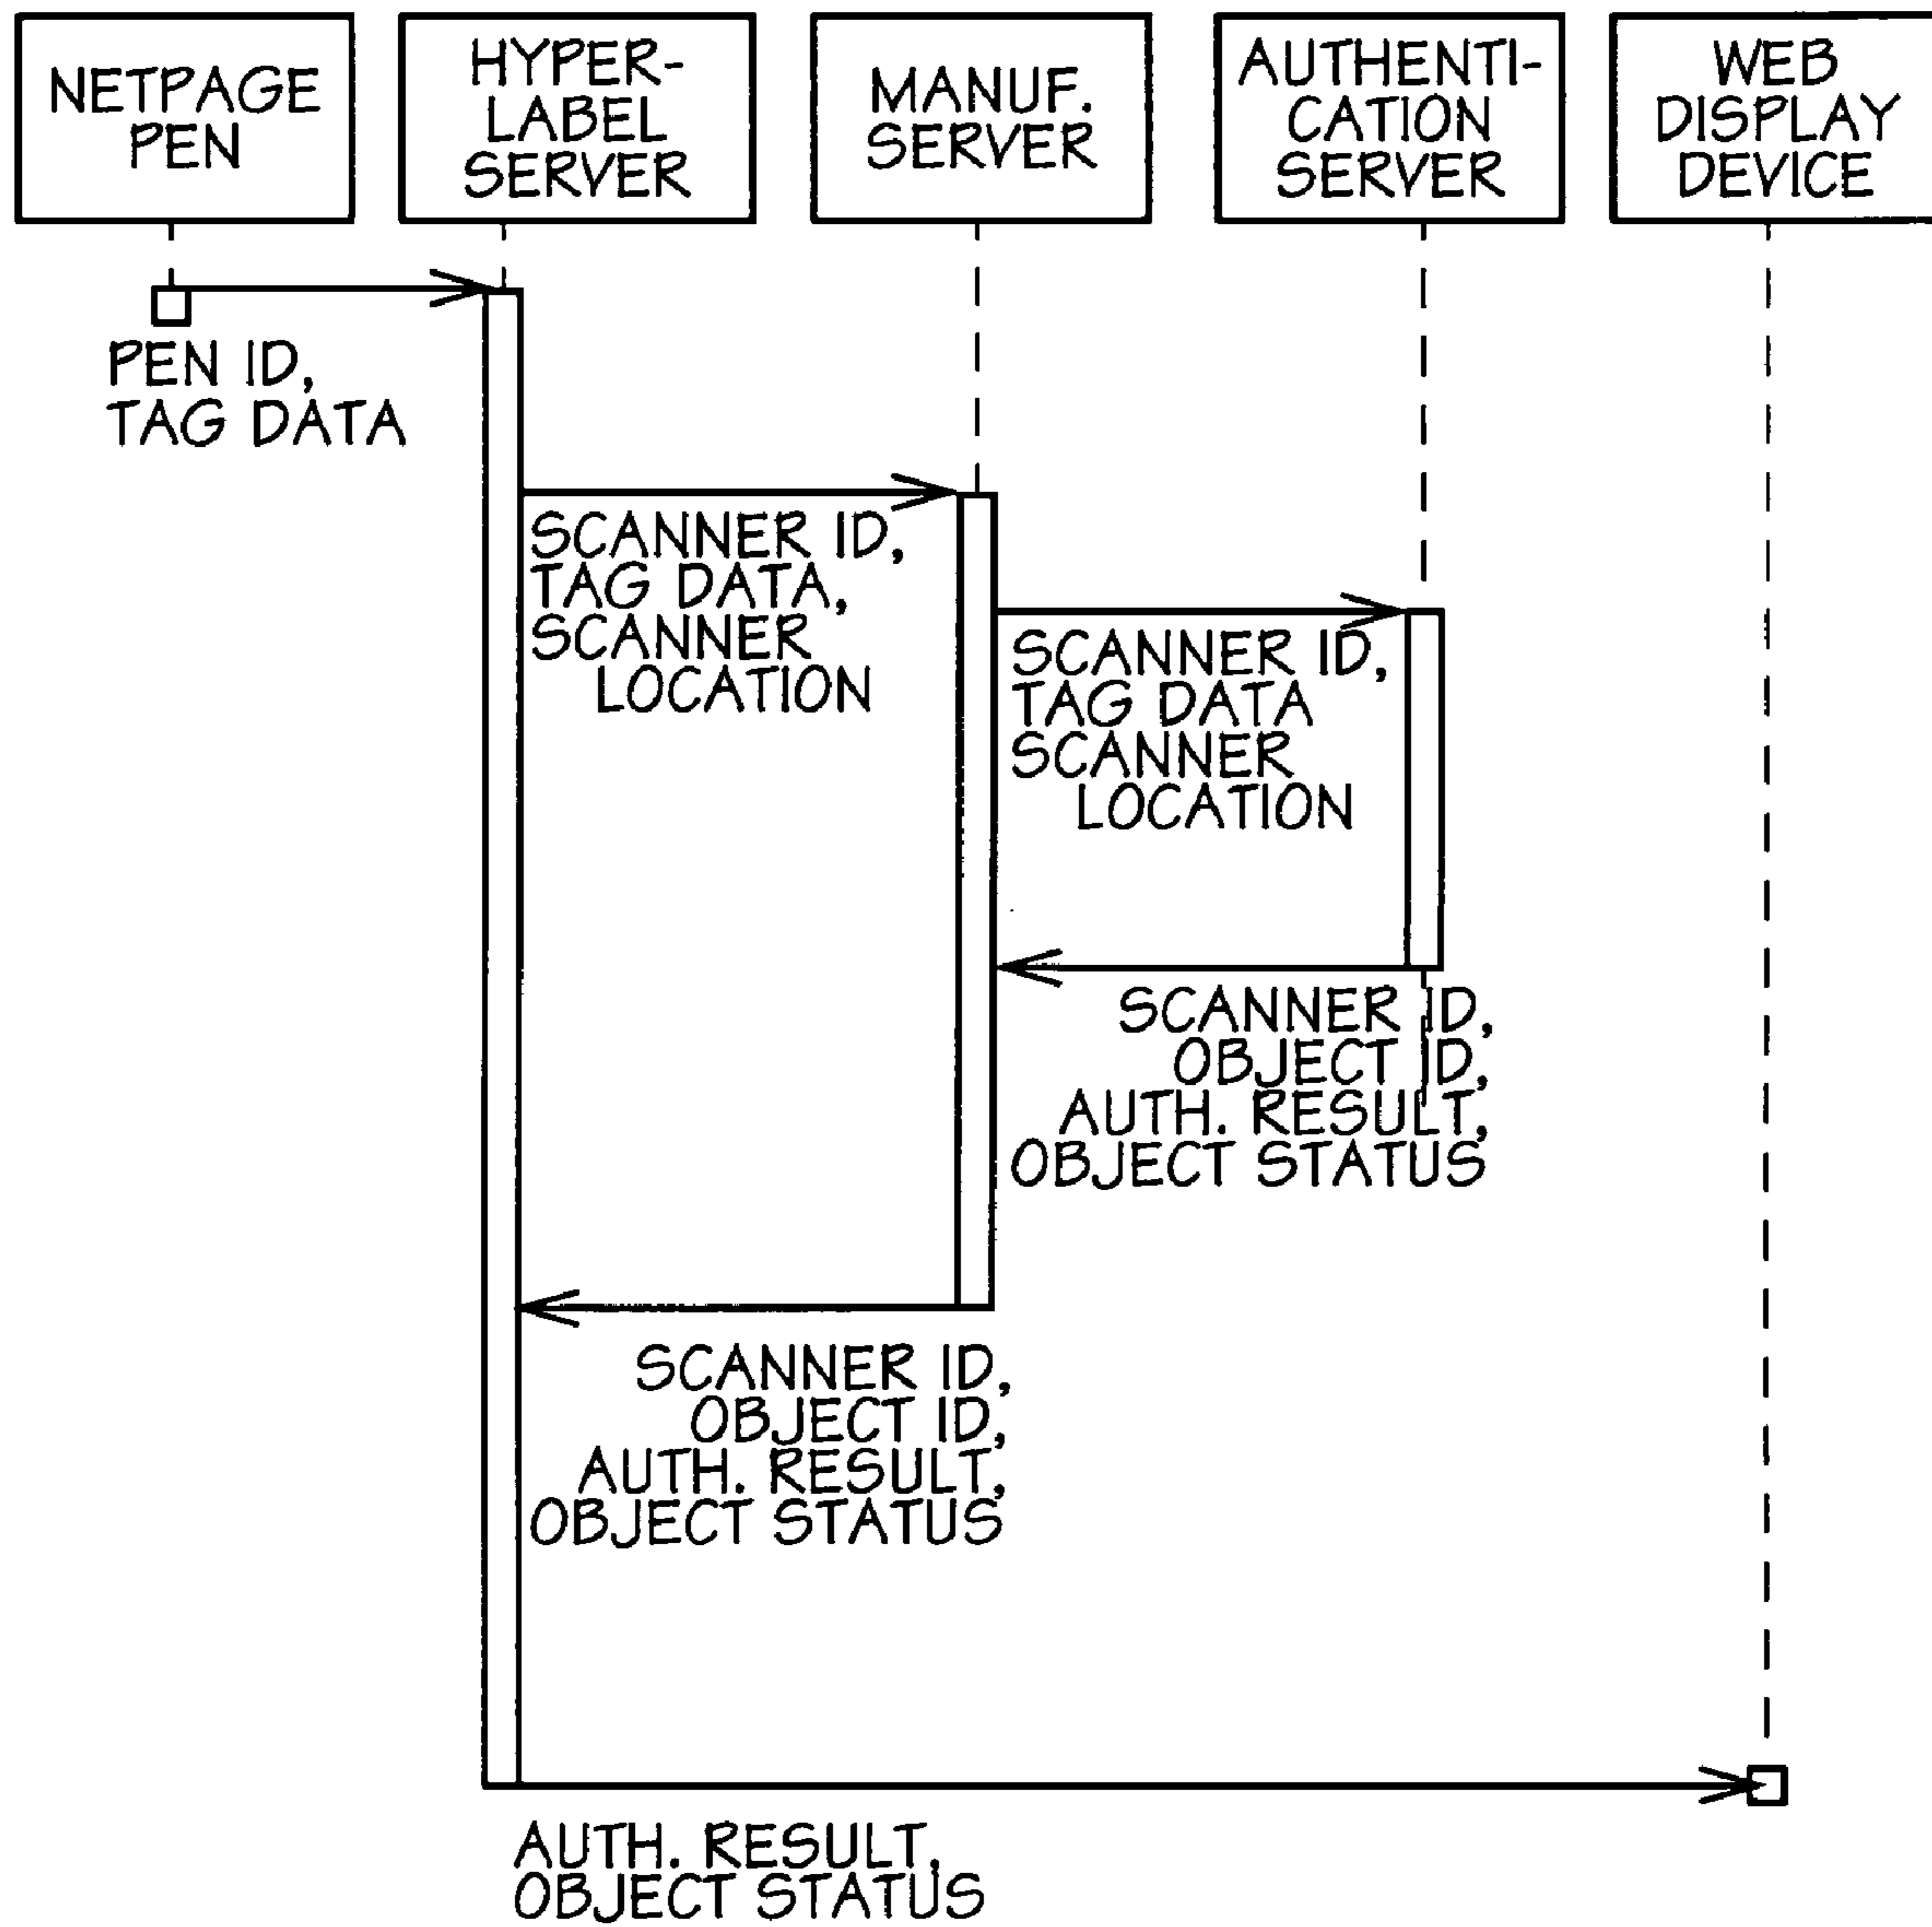 NETPAGE
PEN
HYPER-
LABEL
SERVER
MANUF.
SERVER
AUTHENTI-
CATION
SERVER
WEB
DISPLAY
DEVICE
PEN ID,
TAG DATA
SCANNER ID,
TAG DATA,
SCANNER
LOCATION
SCANNER ID,
TAG DATA
SCANNER
LOCATION
SCANNER ID,
OBJECT ID,
AUTH. RESULT,
OBJECT STATUS
SCANNER ID,
OBJECT ID,
AUTH. RESULT,
OBJECT STATUS
AUTH. RESULT,
OBJECT STATUS